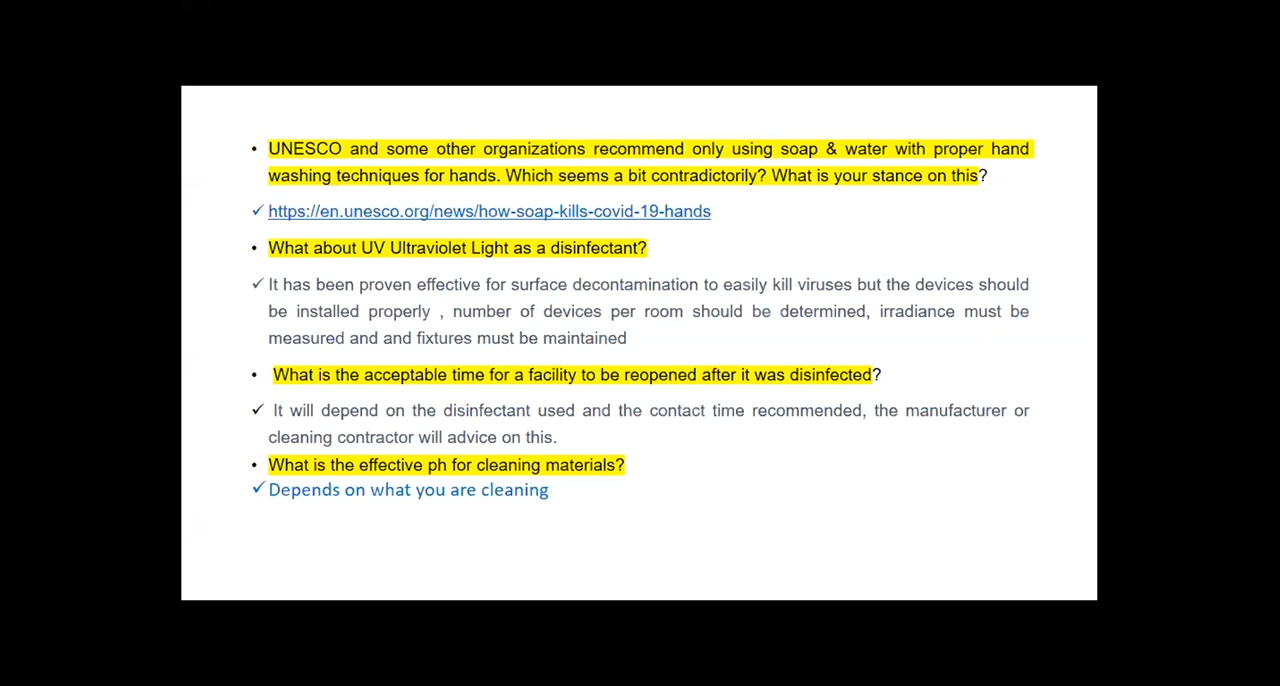 • UNESCO and some other organizations recommend only using soap & water with proper hand
washing techniques for hands. Which seems a bit contradictorily? What is your stance on this?
✓ https://en.unesco.org/news/how-soap-kills-covid-19-hands
• What about UV Ultraviolet Light as a disinfectant?
✓ It has been proven effective for surface decontamination to easily kill viruses but the devices should
be installed properly , number of devices per room should be determined, irradiance must be
measured and and fixtures must be maintained
• What is the acceptable time for a facility to be reopened after it was disinfected?
✓ It will depend on the disinfectant used and the contact time recommended, the manufacturer or
cleaning contractor will advice on this.
• What is the effective ph for cleaning materials?
✓ Depends on what you are cleaning